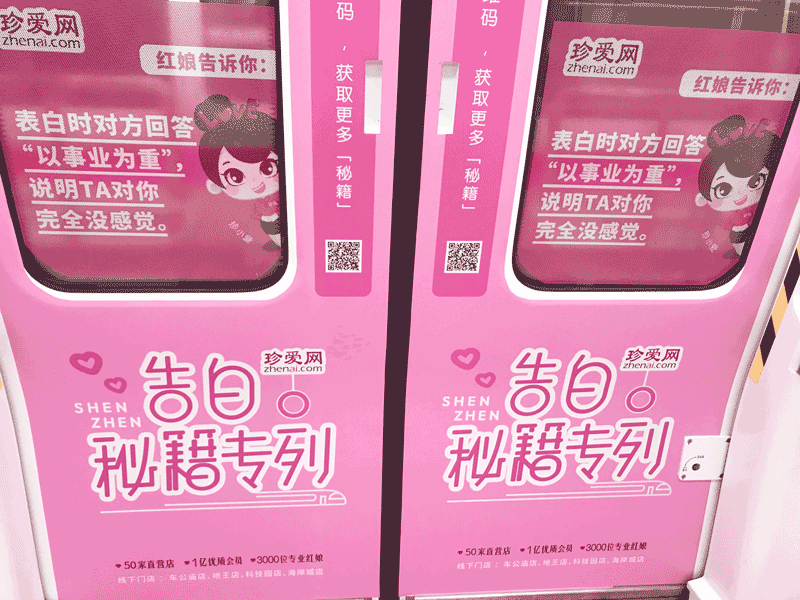 珍爱网
zhenai.com
红娘告诉你：
表白时对方回答
“以事业为重”，
说明TA对你
完全没感觉。
珍小爱
码，获取更多「秘籍」
维码，获取更多「秘籍」
珍爱网
zhenai.com
红娘告诉你：
表白时对方回答
“以事业为重”，
说明TA对你
完全没感觉。
珍小爱
珍爱网
zhenai.com
SHEN
ZHEN
告白
秘籍专列
50家直营店 1亿优质会员 3000位专业红娘
线下门店：车公庙店，地王店，科技园店，海岸城店
珍爱网
zhenai.com
SHEN
ZHEN
告白
秘籍专列
50家直营店 1亿优质会员 3000位专业红娘
线下门店：车公庙店，地王店，科技园店，海岸城店